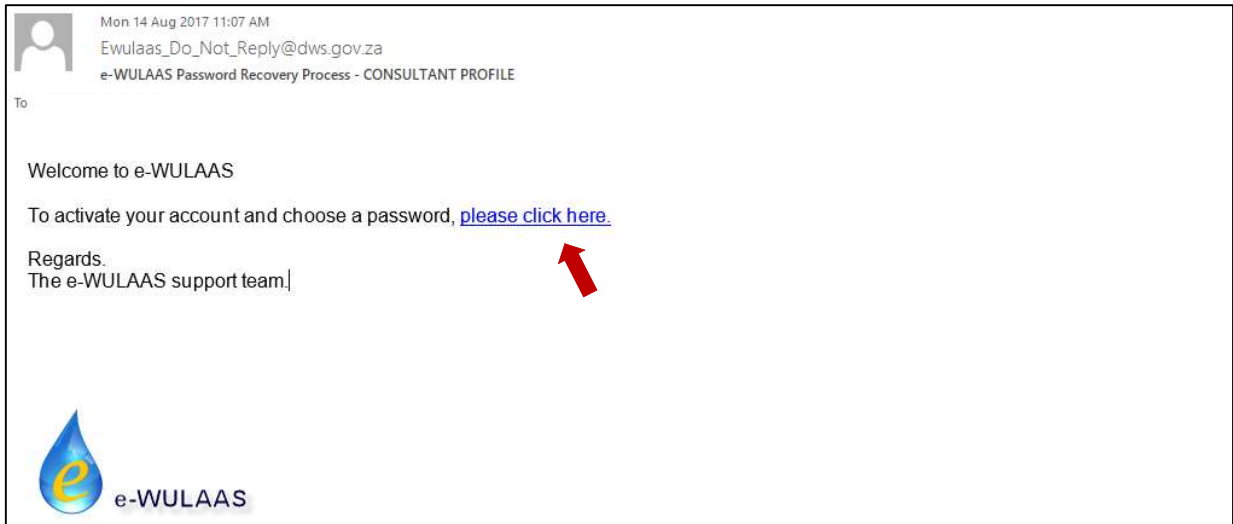 Mon 14 Aug 2017 11:07 AM
Ewulaas_Do_Not_Reply@dws.gov.za
e-WULAAS Password Recovery Process - CONSULTANT PROFILE
To
Welcome to e-WULAAS
To activate your account and choose a password, please click here.
Regards.
The e-WULAAS support team.
e
e-WULAAS